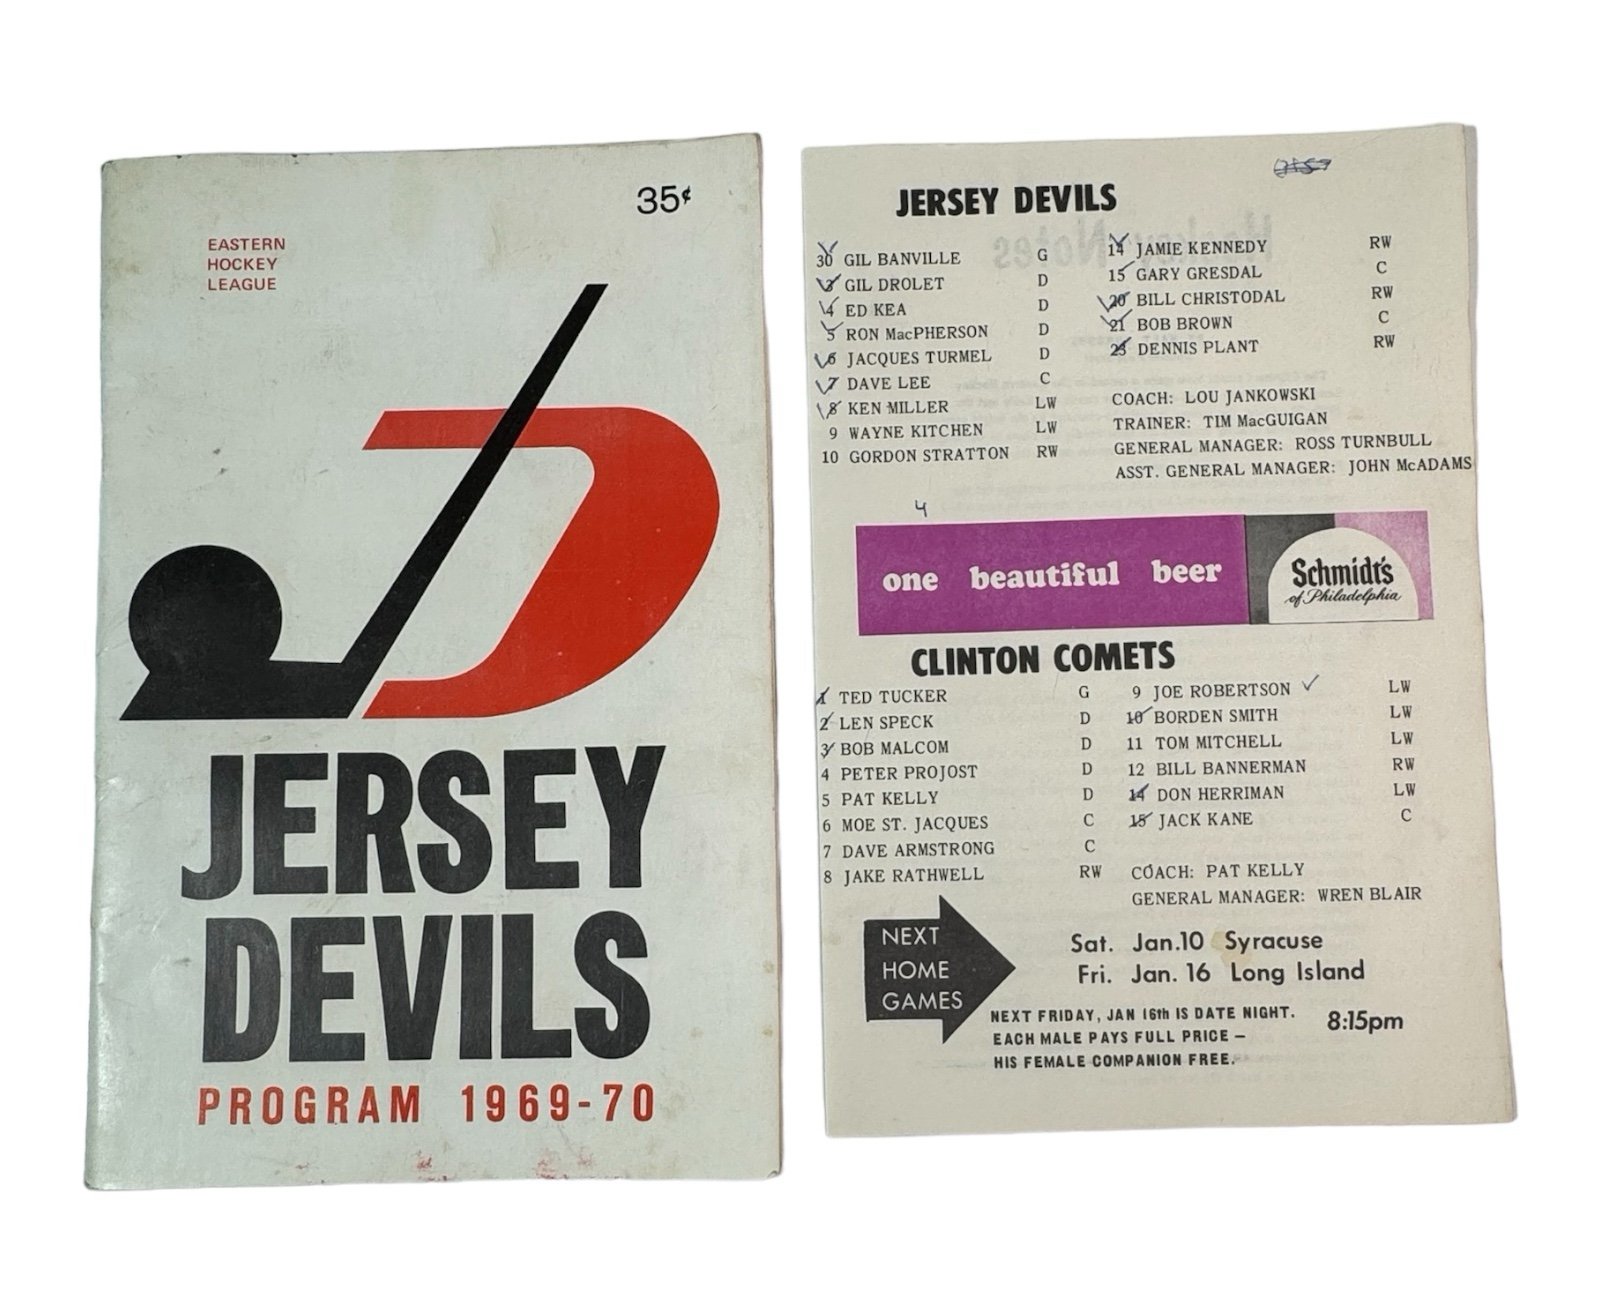 35¢
EASTERN
HOCKEY
LEAGUE
JERSEY
DEVILS
PROGRAM 1969-70
JERSEY DEVILS
30 GIL BANVILLE G
3 GIL DROLET D
4 ED KEA D
5 RON MacPHERSON D
6 JACQUES TURMEL D
7 DAVE LEE C
8 KEN MILLER LW
9 WAYNE KITCHEN LW
10 GORDON STRATTON RW
14 JAMIE KENNEDY RW
15 GARY GRESDAL C
20 BILL CHRISTODAL RW
21 BOB BROWN C
23 DENNIS PLANT RW
COACH: LOU JANKOWSKI
TRAINER: TIM MacGUIGAN
GENERAL MANAGER: ROSS TURNBULL
ASST. GENERAL MANAGER: JOHN McADAMS
4
one beautiful beer
Schmidt's
of Philadelphia
CLINTON COMETS
1 TED TUCKER G
2 LEN SPECK D
3 BOB MALCOM D
4 PETER PROJOST D
5 PAT KELLY D
6 MOE ST. JACQUES C
7 DAVE ARMSTRONG C
8 JAKE RATHWELL RW
9 JOE ROBERTSON LW
10 BORDEN SMITH LW
11 TOM MITCHELL LW
12 BILL BANNERMAN RW
14 DON HERRIMAN LW
15 JACK KANE C
COACH: PAT KELLY
GENERAL MANAGER: WREN BLAIR
NEXT
HOME
GAMES
Sat. Jan.10 Syracuse
Fri. Jan. 16 Long Island
NEXT FRIDAY, JAN 16th IS DATE NIGHT.
EACH MALE PAYS FULL PRICE –
HIS FEMALE COMPANION FREE.
8:15pm